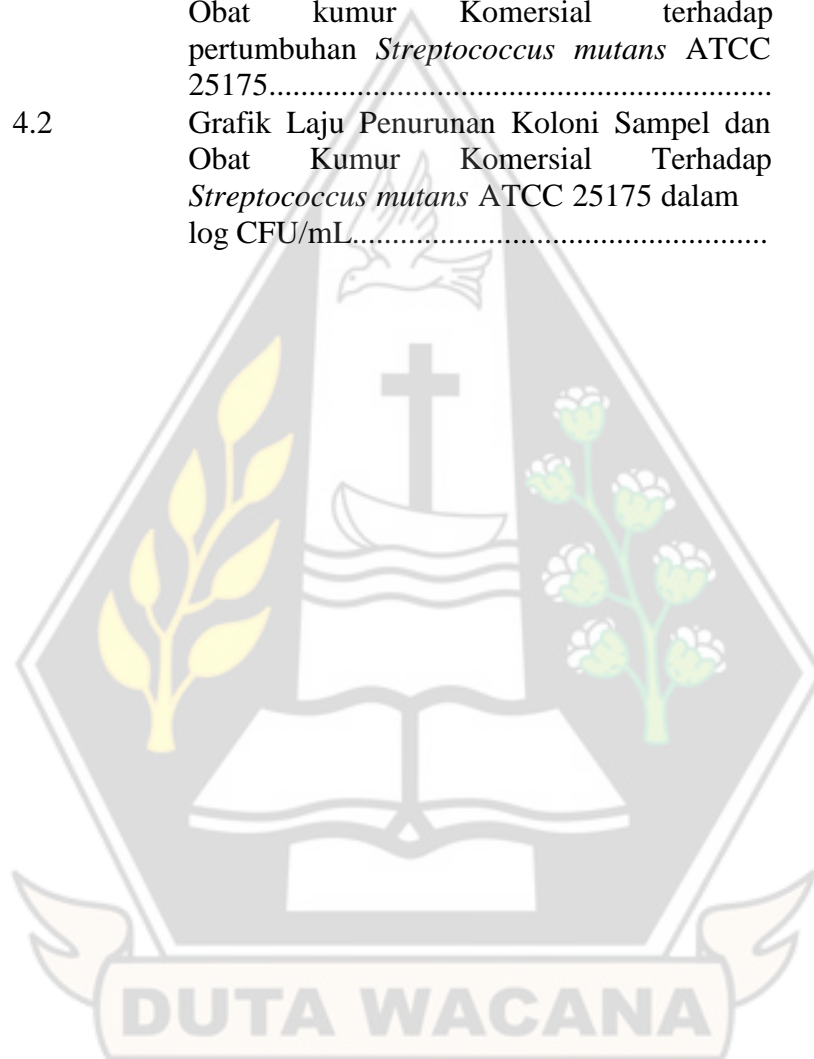 Obat kumur Komersial terhadap
pertumbuhan Streptococcus mutans ATCC
25175..............................................................
4.2 Grafik Laju Penurunan Koloni Sampel dan
Obat Kumur Komersial Terhadap
Streptococcus mutans ATCC 25175 dalam
log CFU/mL...................................................
DUTA WACANA